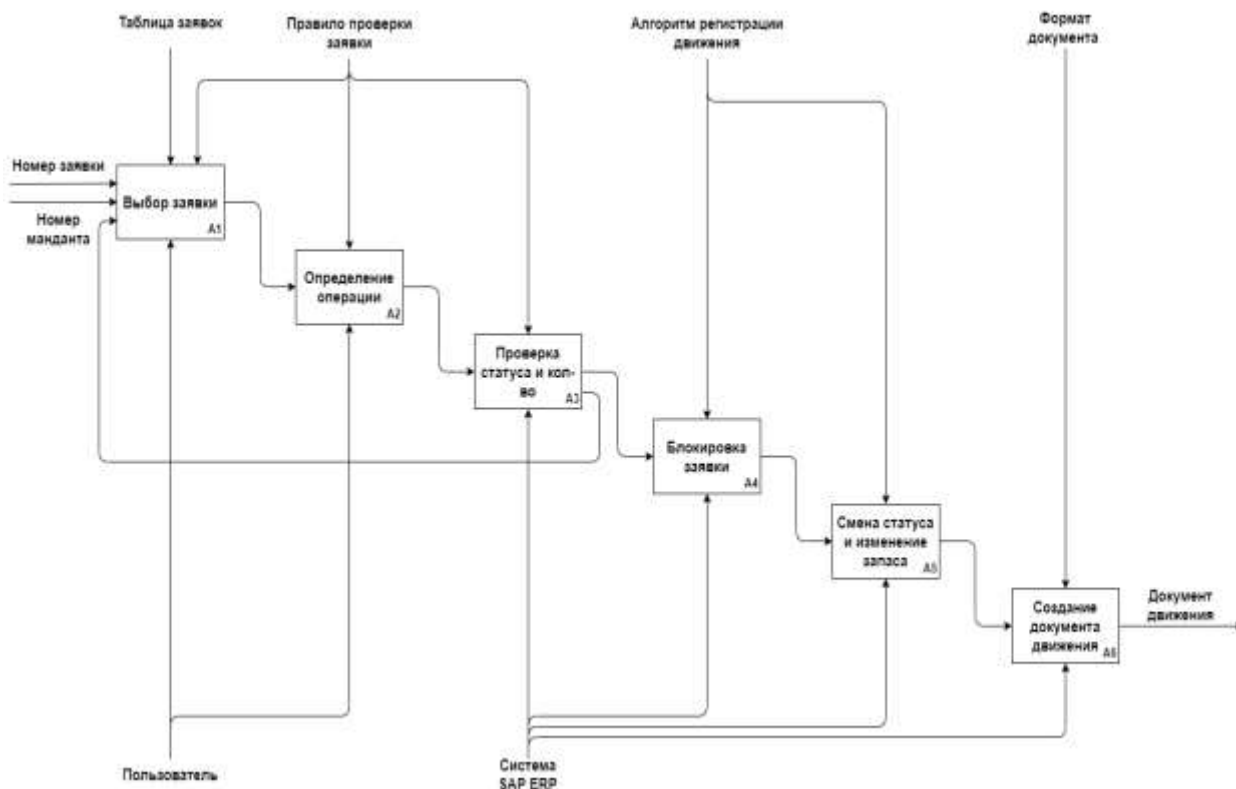 Таблица заявок
Правило проверки
заявки
Алгоритм регистрации
движения
Формат
документа
Номер заявки
Номер
манданта
Выбор заявки
A1
Определение
операции
A2
Проверка
статуса и кол-
во
A3
Блокировка
заявки
A4
Смена статуса
и изменение
запаса
A5
Создание
документа
движения
A6
Документ
движения
Пользователь
Система
SAP ERP